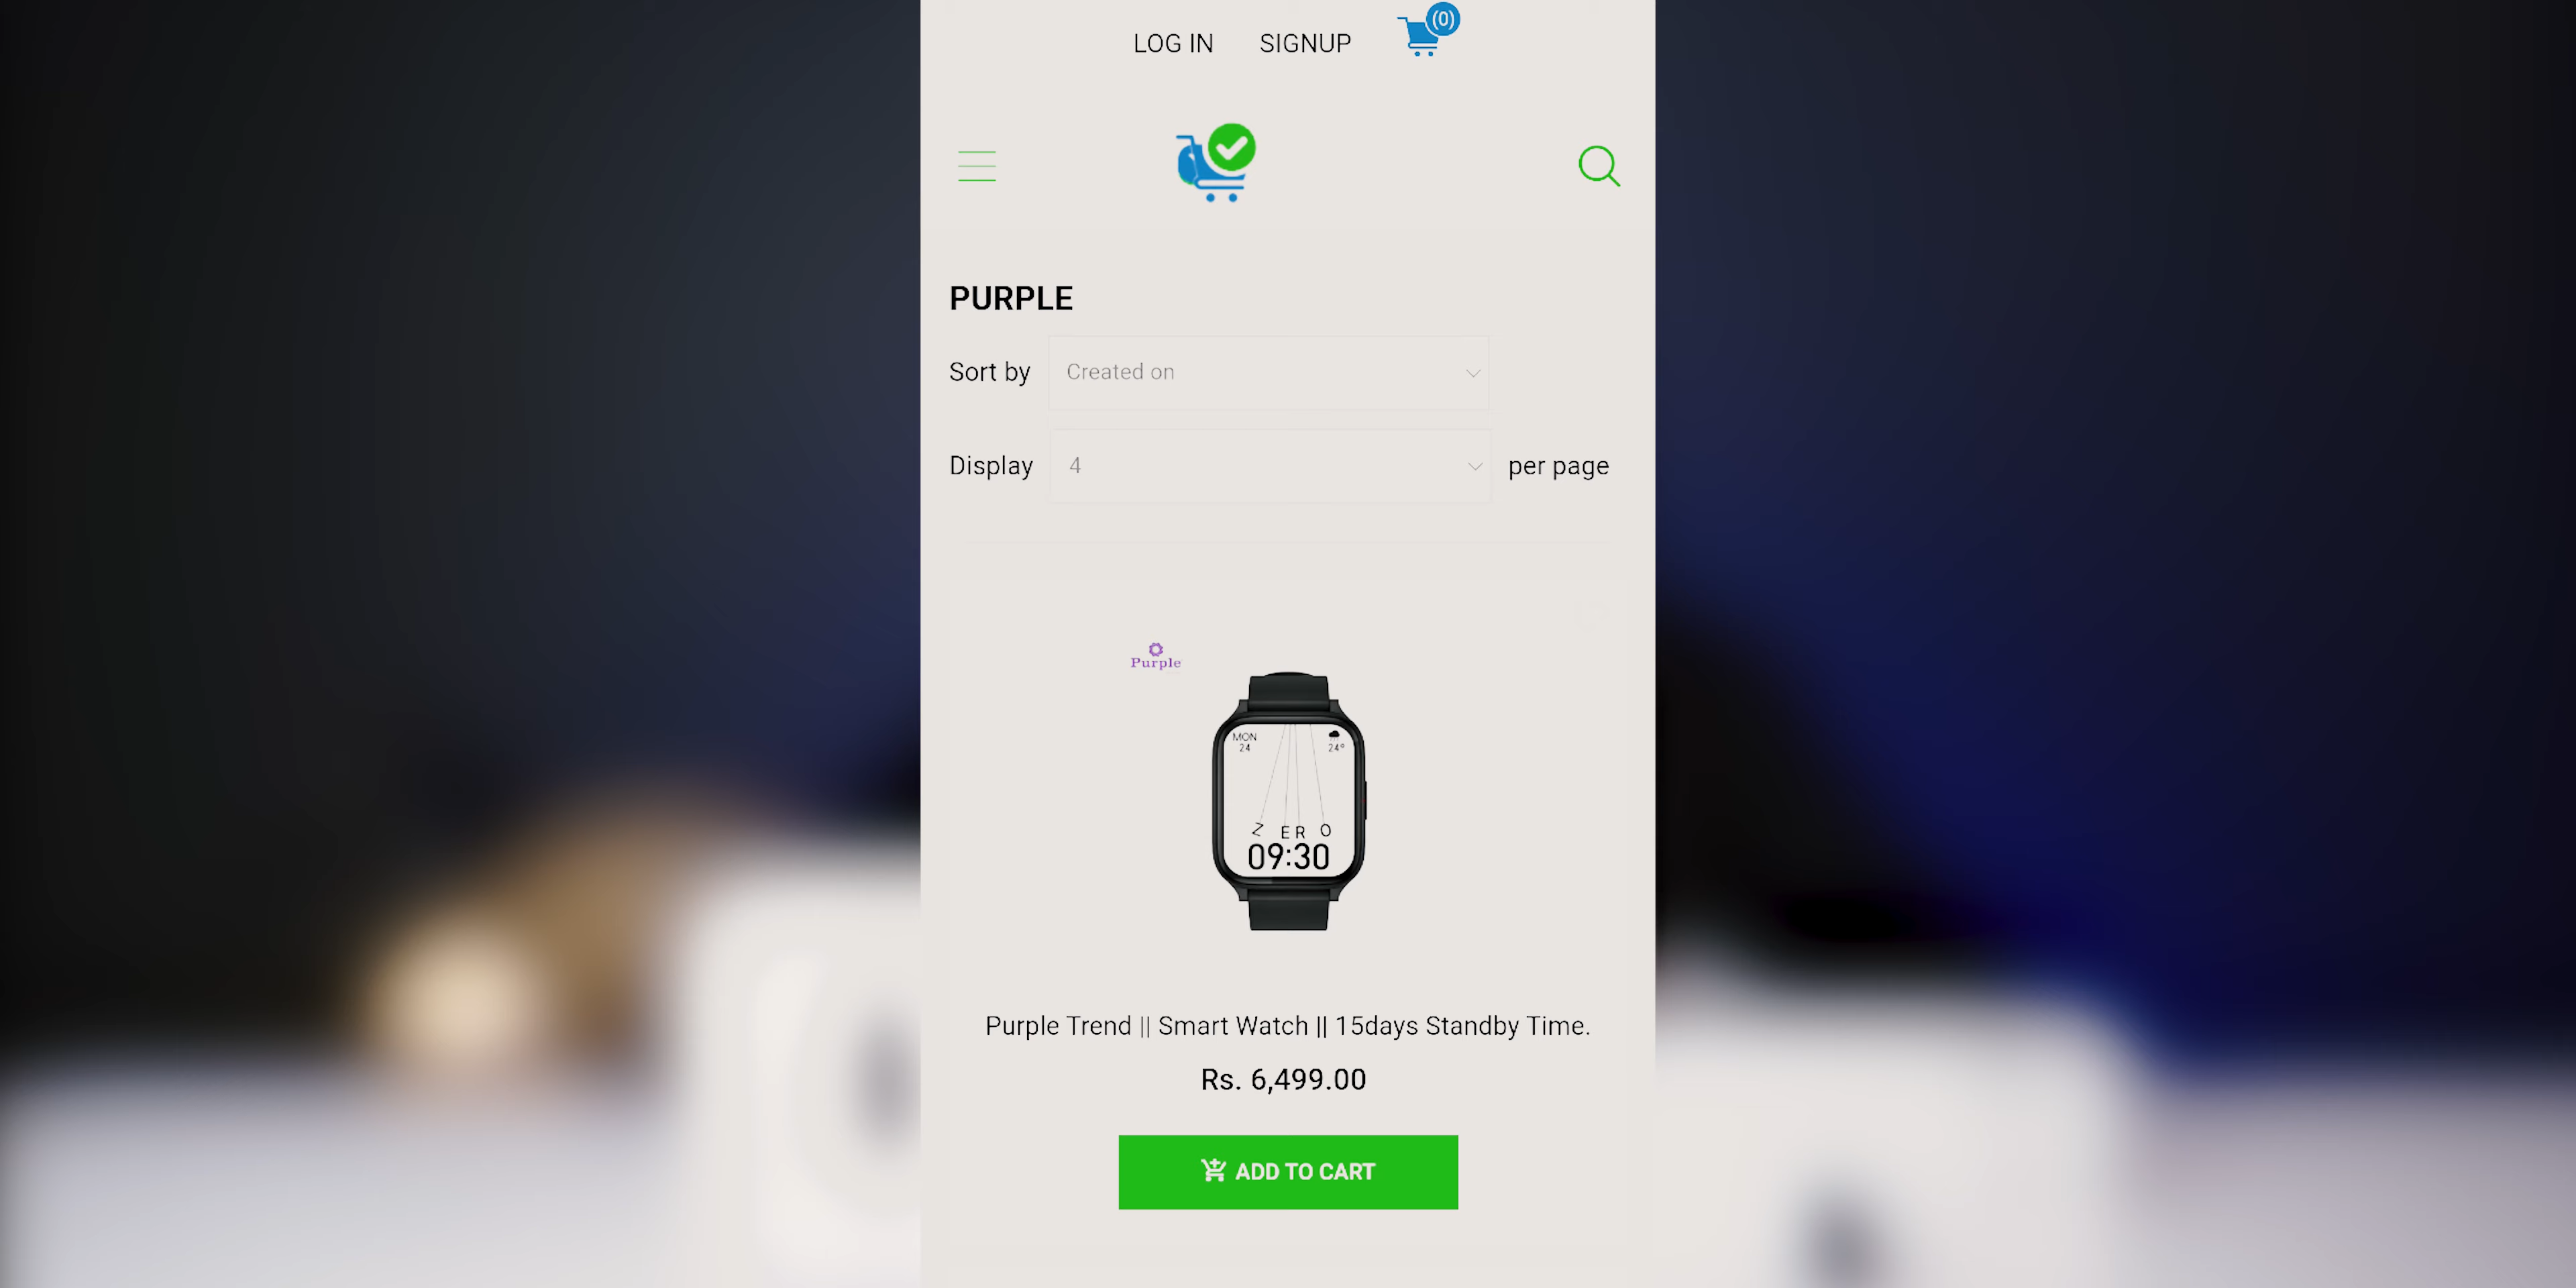 LOG IN SIGNUP (0)
PURPLE
Sort by Created on
Display 4 per page
Purple
MON
24
24°
Z ER O
09:30
Purple Trend || Smart Watch || 15days Standby Time.
Rs. 6,499.00
ADD TO CART